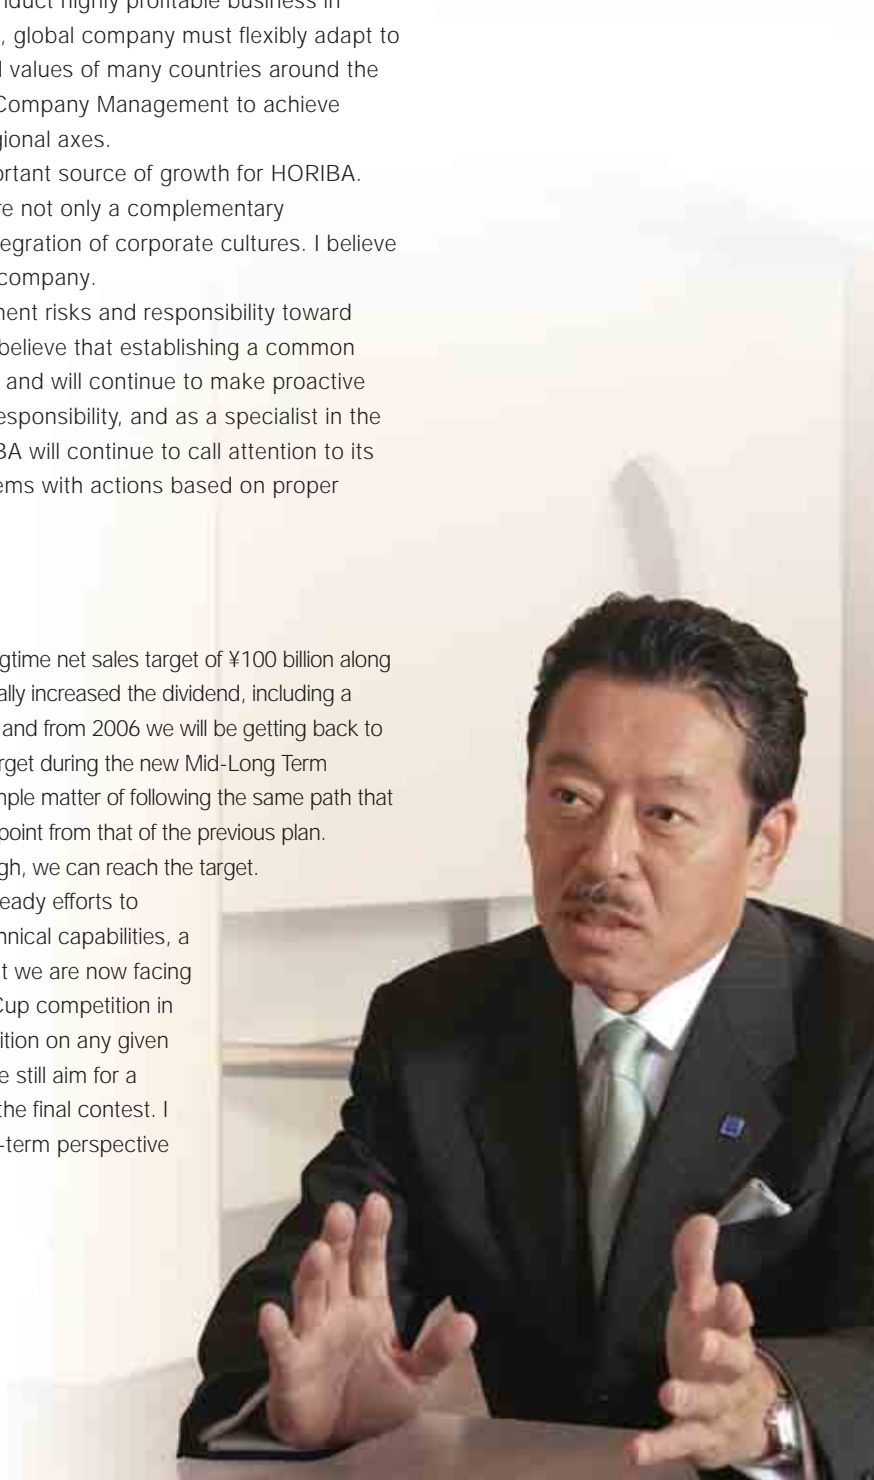 nduct highly profitable business in
, global company must flexibly adapt to
values of many countries around the
Company Management to achieve
gional axes.
ortant source of growth for HORIBA.
re not only a complementary
egration of corporate cultures. I believe
company.
nent risks and responsibility toward
believe that establishing a common
and will continue to make proactive
esponsibility, and as a specialist in the
BA will continue to call attention to its
ems with actions based on proper
gtime net sales target of ¥100 billion along
ally increased the dividend, including a
and from 2006 we will be getting back to
rget during the new Mid-Long Term
mple matter of following the same path that
point from that of the previous plan.
gh, we can reach the target.
eady efforts to
hnical capabilities, a
t we are now facing
Cup competition in
ition on any given
e still aim for a
the final contest. I
-term perspective